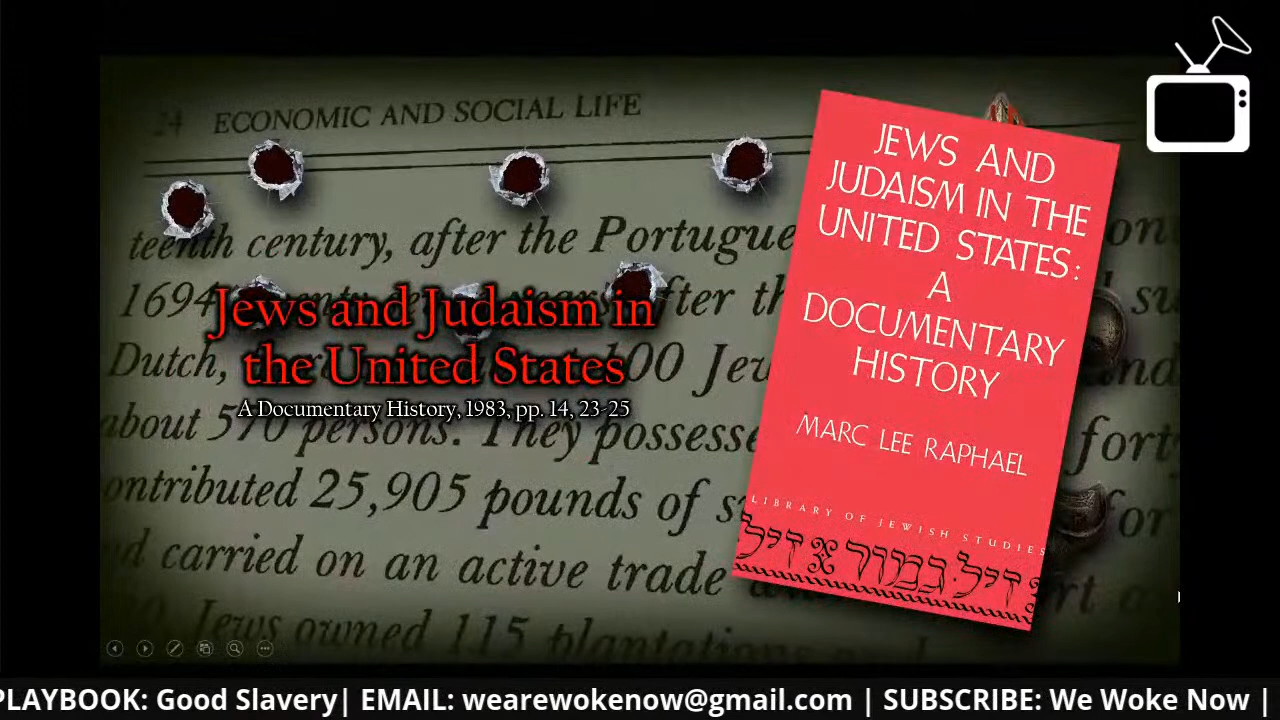 24 ECONOMIC AND SOCIAL LIFE
teenth century, after the Portugue
1694
Dutch,
about 570 persons. They possesse
ontributed 25,905 pounds of s
d carried on an active trade
Jews owned 115 plantations
Jews and Judaism in
the United States
A Documentary History, 1983, pp. 14, 23-25
JEWS AND
JUDAISM IN THE
UNITED STATES:
A
DOCUMENTARY
HISTORY
MARC LEE RAPHAEL
LIBRARY OF JEWISH STUDIES
PLAYBOOK: Good Slavery| EMAIL: wearewokenow@gmail.com | SUBSCRIBE: We Woke Now |